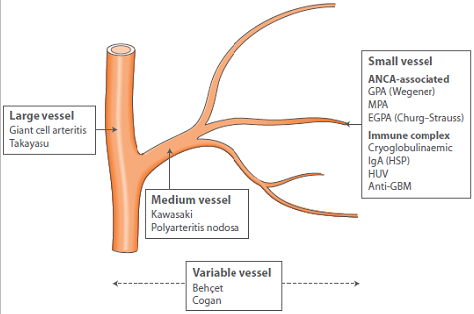 Small vessel
ANCA-associated
GPA (Wegener)
MPA
EGPA (Churg–Strauss)
Immune complex
Cryoglobulinaemic
IgA (HSP)
HUV
Anti-GBM
Large vessel
Giant cell arteritis
Takayasu
Medium vessel
Kawasaki
Polyarteritis nodosa
Variable vessel
Behçet
Cogan